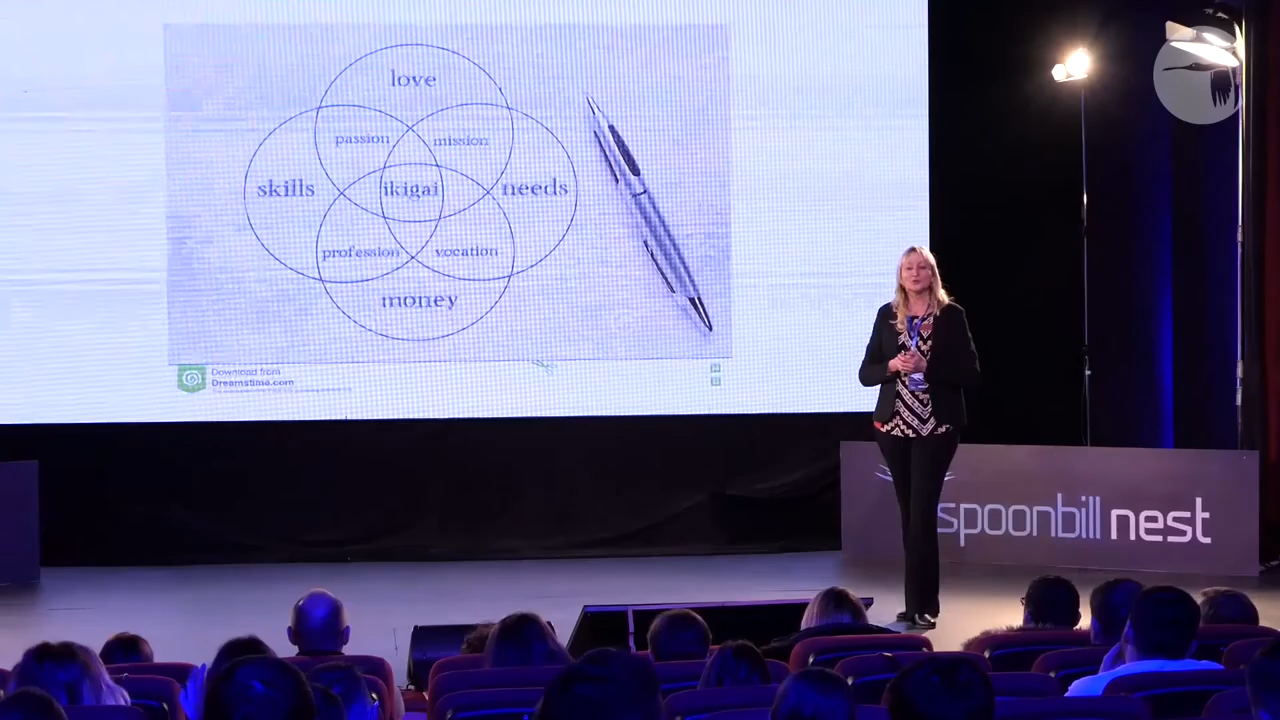 love
passion
mission
skills
ikigai
needs
profession
vocation
money
Download from
Dreamstime.com
spoonbill nest